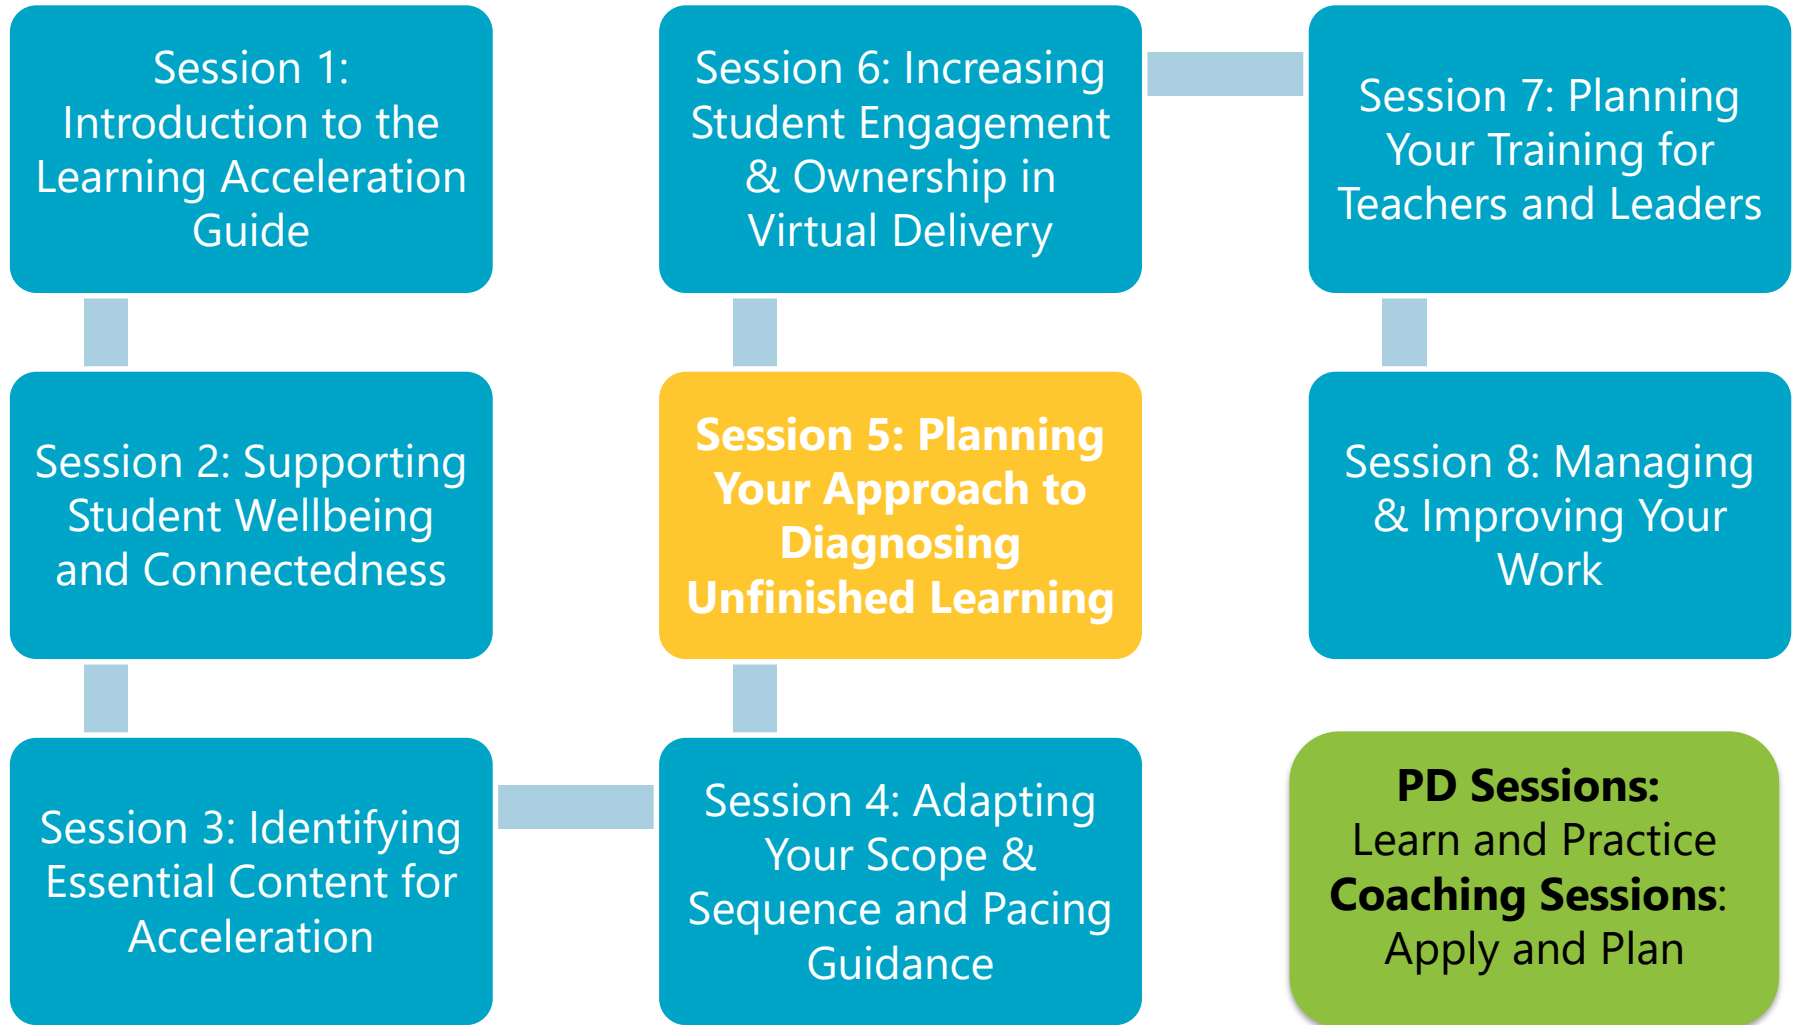 Session 1:
Introduction to the
Learning Acceleration
Guide
Session 2: Supporting
Student Wellbeing
and Connectedness
Session 3: Identifying
Essential Content for
Acceleration
Session 4: Adapting
Your Scope &
Sequence and Pacing
Guidance
Session 5: Planning
Your Approach to
Diagnosing
Unfinished Learning
Session 6: Increasing
Student Engagement
& Ownership in
Virtual Delivery
Session 7: Planning
Your Training for
Teachers and Leaders
Session 8: Managing
& Improving Your
Work
PD Sessions:
Learn and Practice
Coaching Sessions:
Apply and Plan